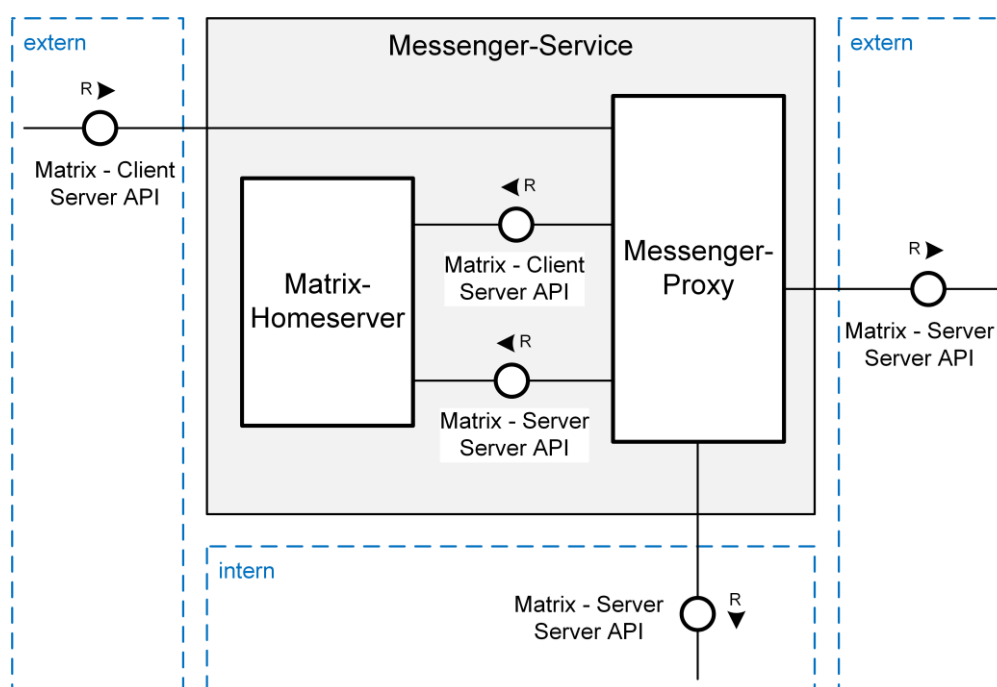 extern
Messenger-Service
extern
R
Matrix - Client
Server API
R
Matrix - Client
Server API
Messenger-
Proxy
Matrix-
Homeserver
R
Matrix - Server
Server API
R
Matrix - Server
Server API
intern
Matrix - Server
Server API
R